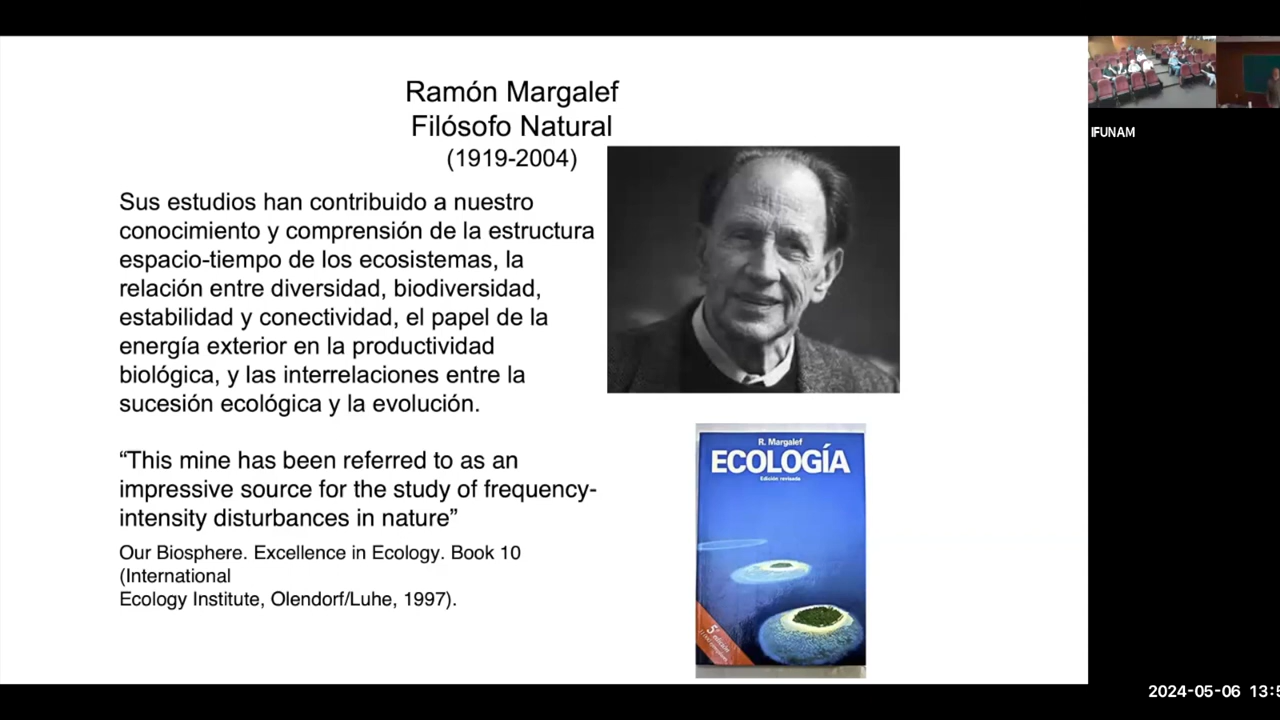 Ramón Margalef
Filósofo Natural
(1919-2004)
Sus estudios han contribuido a nuestro
conocimiento y comprensión de la estructura
espacio-tiempo de los ecosistemas, la
relación entre diversidad, biodiversidad,
estabilidad y conectividad, el papel de la
energía exterior en la productividad
biológica, y las interrelaciones entre la
sucesión ecológica y la evolución.
“This mine has been referred to as an
impressive source for the study of frequency-
intensity disturbances in nature”
Our Biosphere. Excellence in Ecology. Book 10
(International
Ecology Institute, Olendorf/Luhe, 1997).
R. Margalef
ECOLOGÍA
Edición revisada
5ª edición
IFUNAM
2024-05-06 13:5